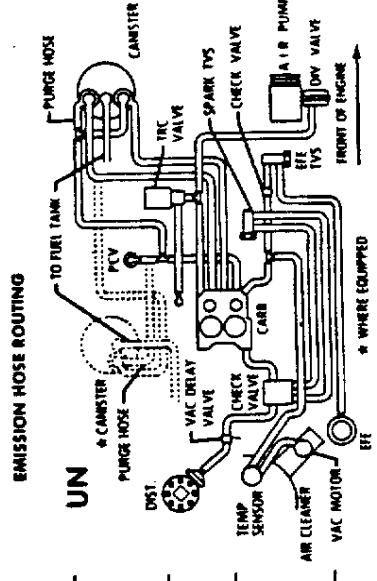 EMISSION HOSE ROUTING
UN
★ CANISTER
PURGE HOSE
TO FUEL TANK
PURGE HOSE
CANISTER
PCV
TRC
VALVE
DIST.
VAC DELAY
VALVE
CHECK
VALVE
CARB
SPARK TVS
CHECK VALVE
AIR PUMP
DIV VALVE
TEMP
SENSOR
AIR CLEANER
VAC MOTOR
EFE
EFE
TVS
FRONT OF ENGINE
★ WHERE EQUIPPED